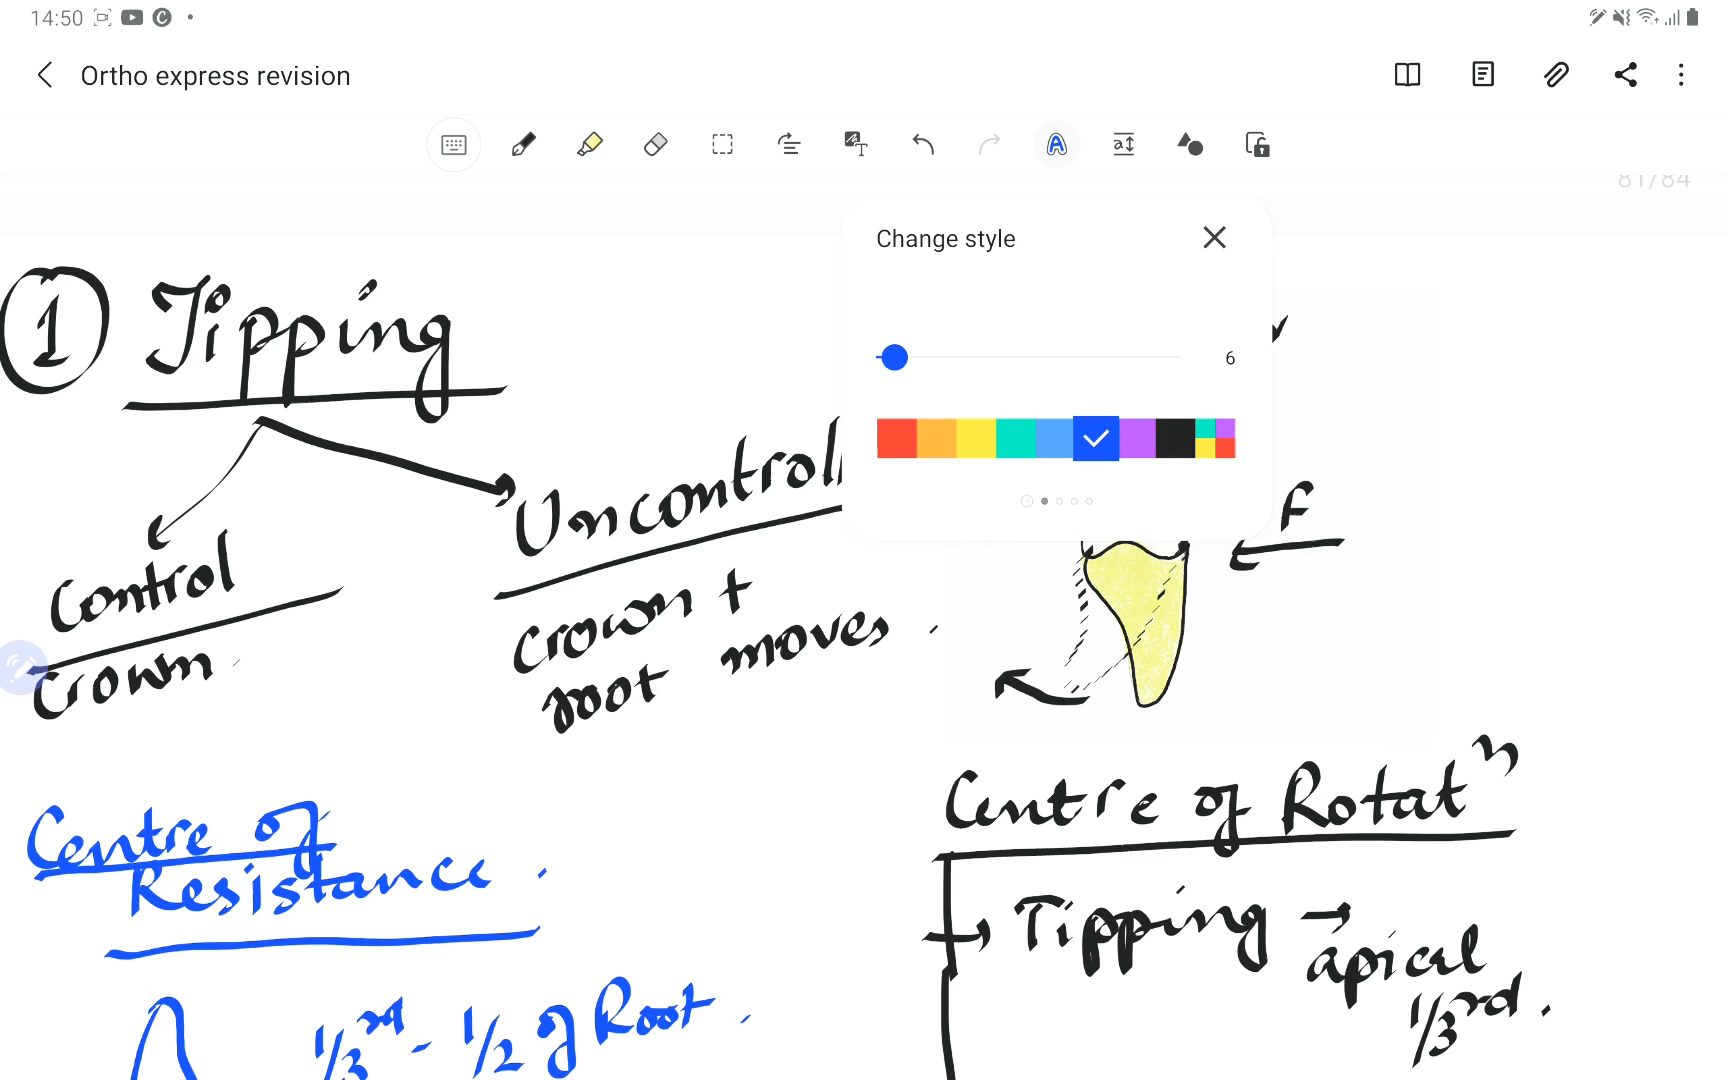 14:50
Ortho express revision
81/84
Change style
6
① Tipping
Control
Crown
Uncontroll
Crown +
root moves.
F
Centre of
Resistance.
1/3rd - 1/2 of Root.
Centre of Rotatn
→ Tipping → apical
1/3rd.